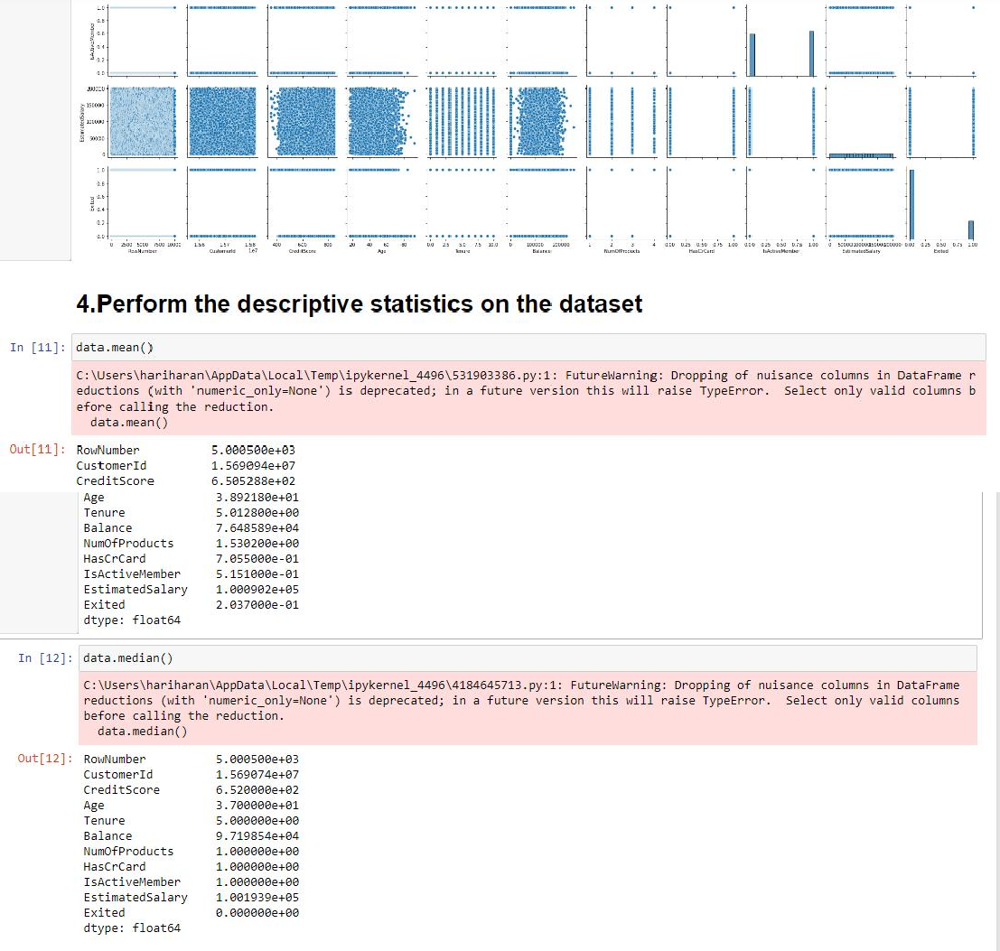 1.0
0.8
0.6
IsActiveMember
0.4
0.2
0.0
200000
150000
EstimatedSalary
100000
50000
0
1.0
0.8
0.6
Exited
0.4
0.2
0.0
0 2500 5000 7500 10000 1.56 1.57 1.58 400 600 800 20 40 60 80 0.0 2.5 5.0 7.5 10.0 0 100000 200000 1 2 3 4 0.00 0.25 0.50 0.75 1.00 0.00 0.25 0.50 0.75 1.00 0 50000 100000 150000 200000 0.00 0.25 0.50 0.75 1.00
RowNumber CustomerId 1e7 CreditScore Age Tenure Balance NumOfProducts HasCrCard IsActiveMember EstimatedSalary Exited
4.Perform the descriptive statistics on the dataset
In [11]: data.mean()
C:\Users\hariharan\AppData\Local\Temp\ipykernel_4496\531903386.py:1: FutureWarning: Dropping of nuisance columns in DataFrame r
eductions (with 'numeric_only=None') is deprecated; in a future version this will raise TypeError.  Select only valid columns b
efore calling the reduction.
data.mean()
Out[11]: RowNumber 5.000500e+03
CustomerId 1.569094e+07
CreditScore 6.505288e+02
Age 3.892180e+01
Tenure 5.012800e+00
Balance 7.648589e+04
NumOfProducts 1.530200e+00
HasCrCard 7.055000e-01
IsActiveMember 5.151000e-01
EstimatedSalary 1.000902e+05
Exited 2.037000e-01
dtype: float64
In [12]: data.median()
C:\Users\hariharan\AppData\Local\Temp\ipykernel_4496\4184645713.py:1: FutureWarning: Dropping of nuisance columns in DataFrame
reductions (with 'numeric_only=None') is deprecated; in a future version this will raise TypeError.  Select only valid columns
before calling the reduction.
data.median()
Out[12]: RowNumber 5.000500e+03
CustomerId 1.569074e+07
CreditScore 6.520000e+02
Age 3.700000e+01
Tenure 5.000000e+00
Balance 9.719854e+04
NumOfProducts 1.000000e+00
HasCrCard 1.000000e+00
IsActiveMember 1.000000e+00
EstimatedSalary 1.001939e+05
Exited 0.000000e+00
dtype: float64